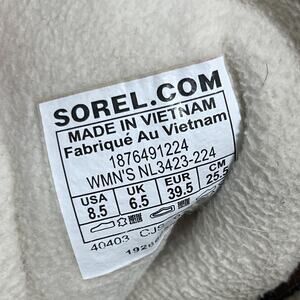 SOREL.COM
MADE IN VIETNAM
Fabriqué Au Vietnam
1876491224
WMN'S NL3423-224
USA UK EUR CM
8.5 6.5 39.5 25.5
40403